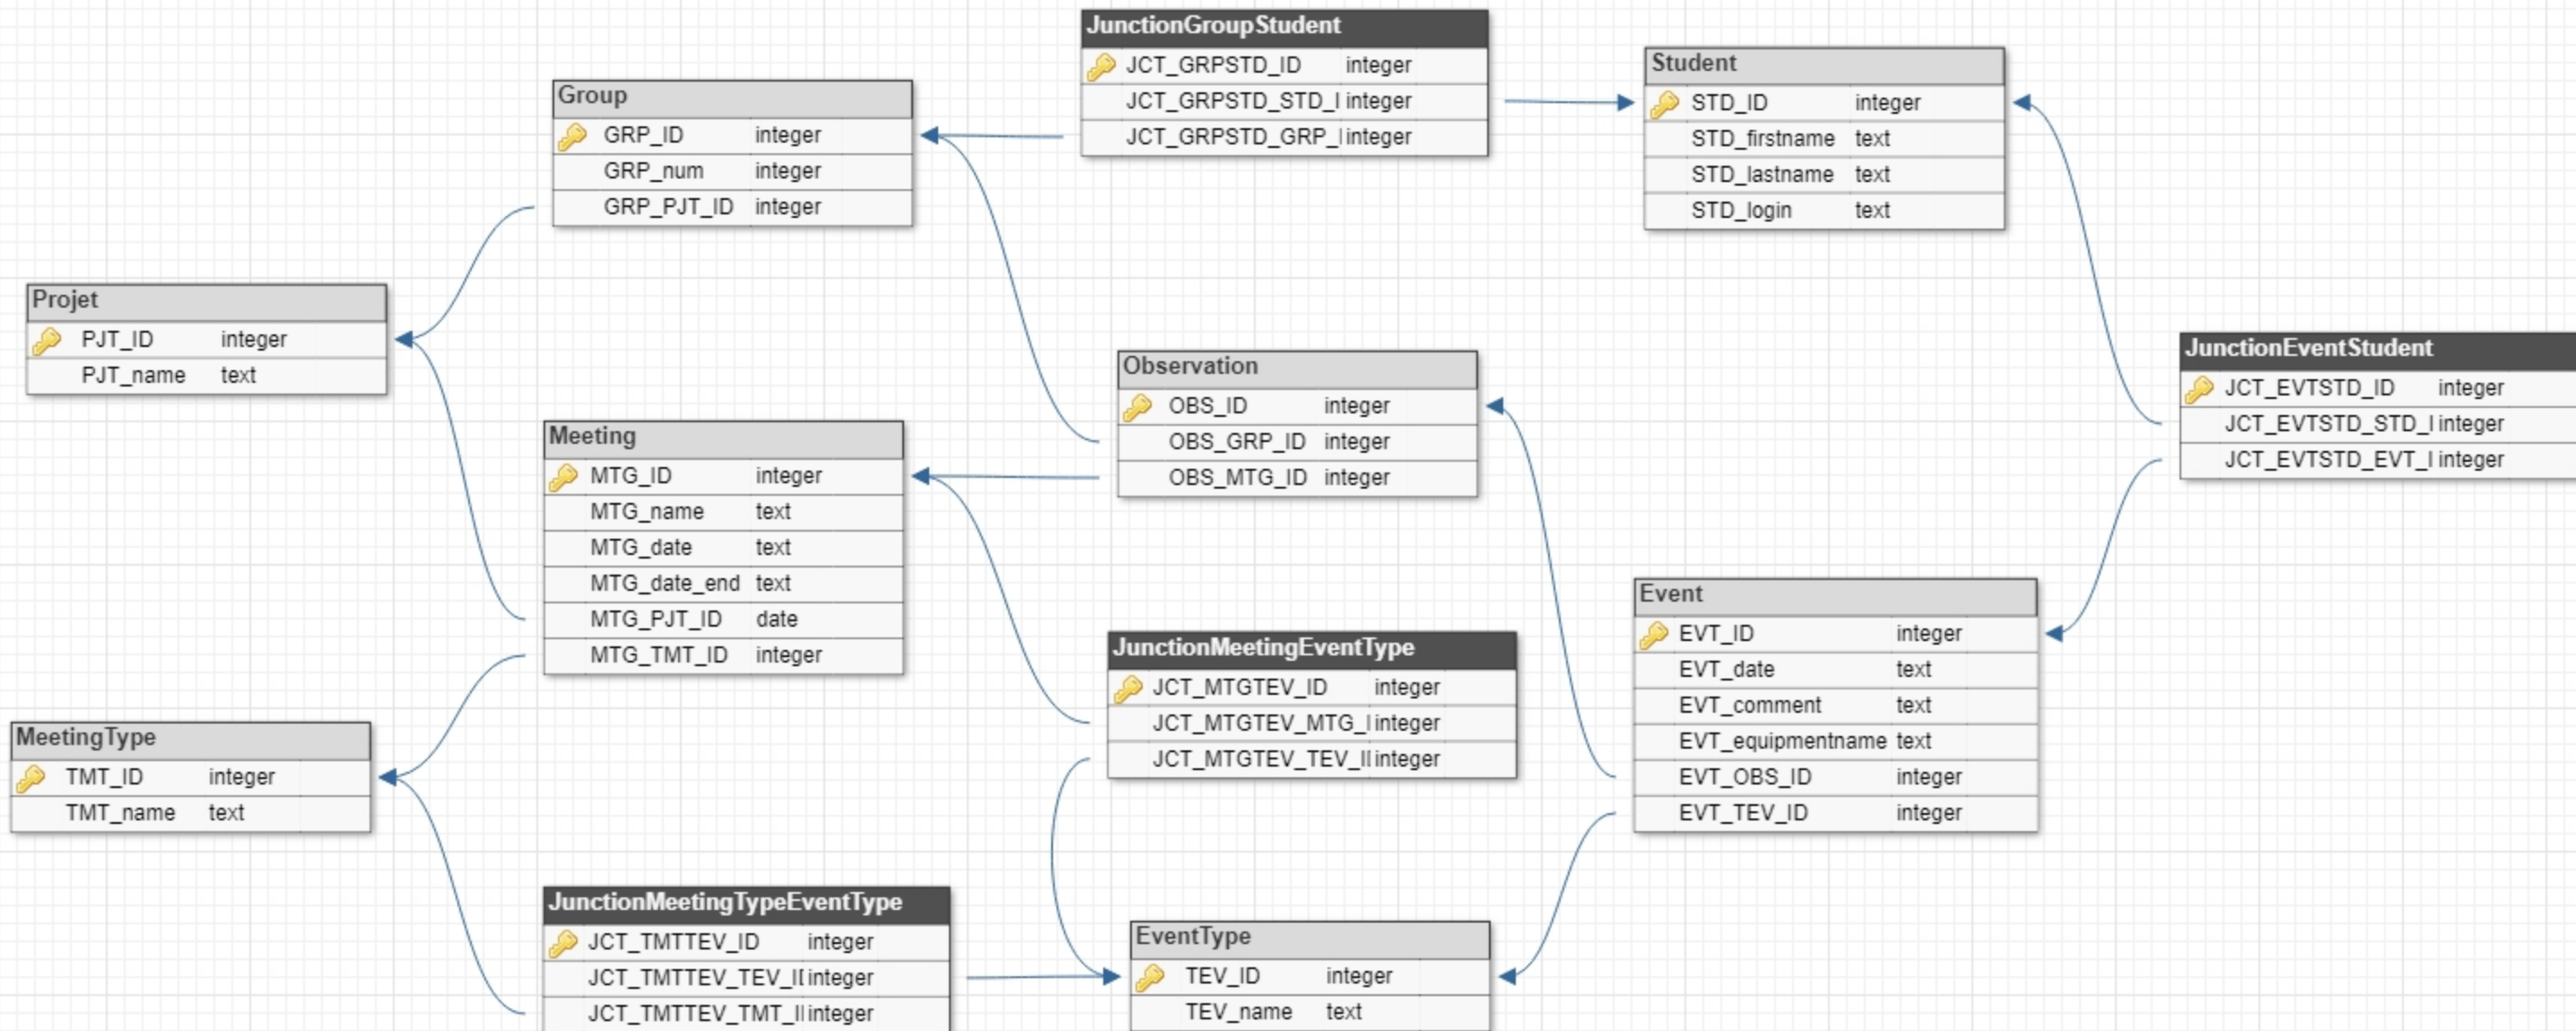 JunctionGroupStudent
JCT_GRPSTD_ID integer
JCT_GRPSTD_STD_I integer
JCT_GRPSTD_GRP_I integer
Student
STD_ID integer
STD_firstname text
STD_lastname text
STD_login text
Group
GRP_ID integer
GRP_num integer
GRP_PJT_ID integer
Projet
PJT_ID integer
PJT_name text
JunctionEventStudent
JCT_EVTSTD_ID integer
JCT_EVTSTD_STD_I integer
JCT_EVTSTD_EVT_I integer
Observation
OBS_ID integer
OBS_GRP_ID integer
OBS_MTG_ID integer
Meeting
MTG_ID integer
MTG_name text
MTG_date text
MTG_date_end text
MTG_PJT_ID date
MTG_TMT_ID integer
Event
EVT_ID integer
EVT_date text
EVT_comment text
EVT_equipmentname text
EVT_OBS_ID integer
EVT_TEV_ID integer
JunctionMeetingEventType
JCT_MTGTEV_ID integer
JCT_MTGTEV_MTG_I integer
JCT_MTGTEV_TEV_II integer
MeetingType
TMT_ID integer
TMT_name text
JunctionMeetingTypeEventType
JCT_TMTTEV_ID integer
JCT_TMTTEV_TEV_II integer
JCT_TMTTEV_TMT_II integer
EventType
TEV_ID integer
TEV_name text